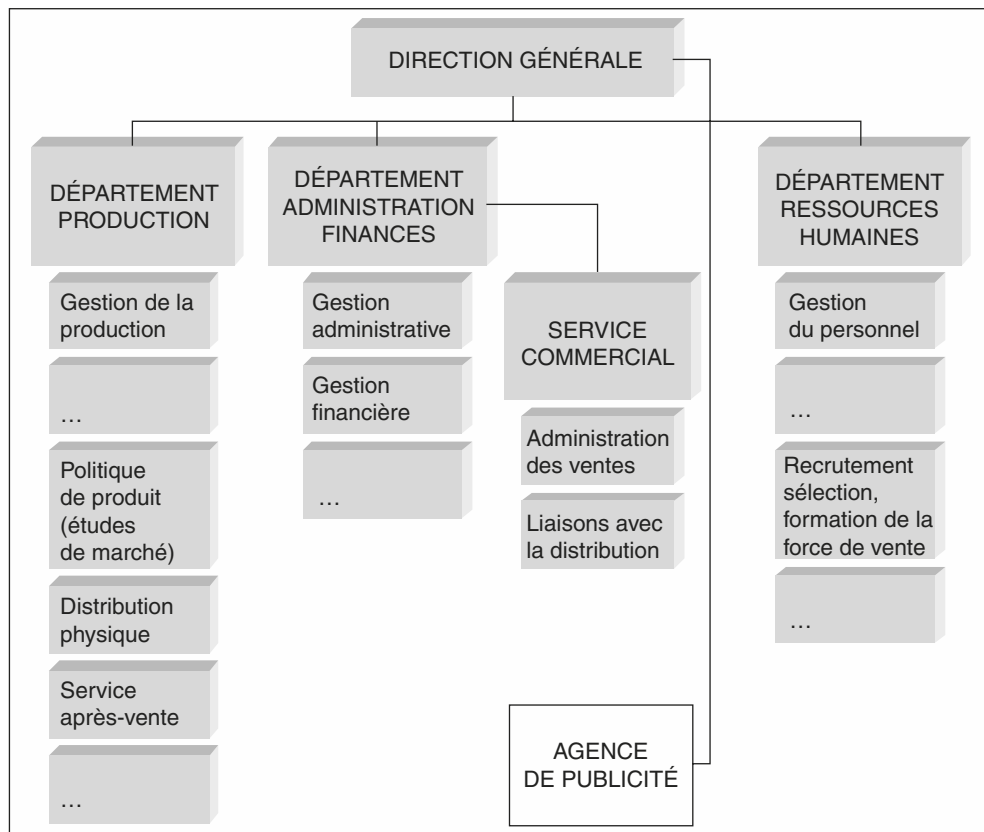 DIRECTION GÉNÉRALE
DÉPARTEMENT
PRODUCTION
Gestion de la
production
…
Politique
de produit
(études
de marché)
Distribution
physique
Service
après-vente
…
DÉPARTEMENT
ADMINISTRATION
FINANCES
Gestion
administrative
Gestion
financière
…
SERVICE
COMMERCIAL
Administration
des ventes
Liaisons avec
la distribution
DÉPARTEMENT
RESSOURCES
HUMAINES
Gestion
du personnel
…
Recrutement
sélection,
formation de la
force de vente
…
AGENCE
DE PUBLICITÉ